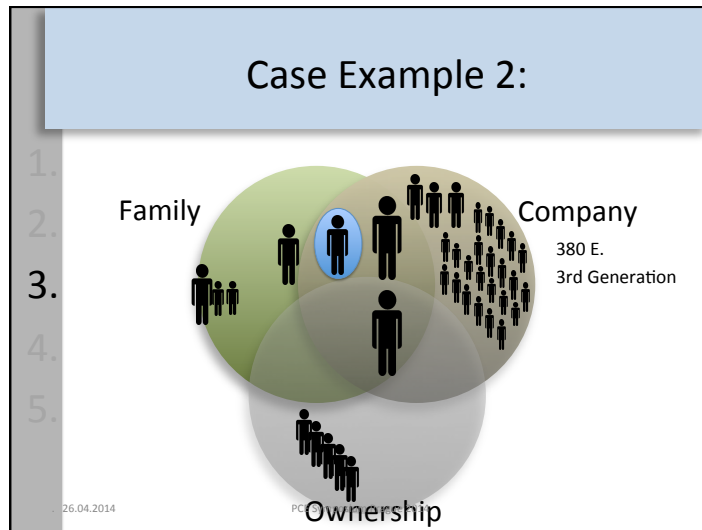 Case Example 2:
1.
2.
3.
4.
5.
Family
Company
380 E.
3rd Generation
26.04.2014
Ownership